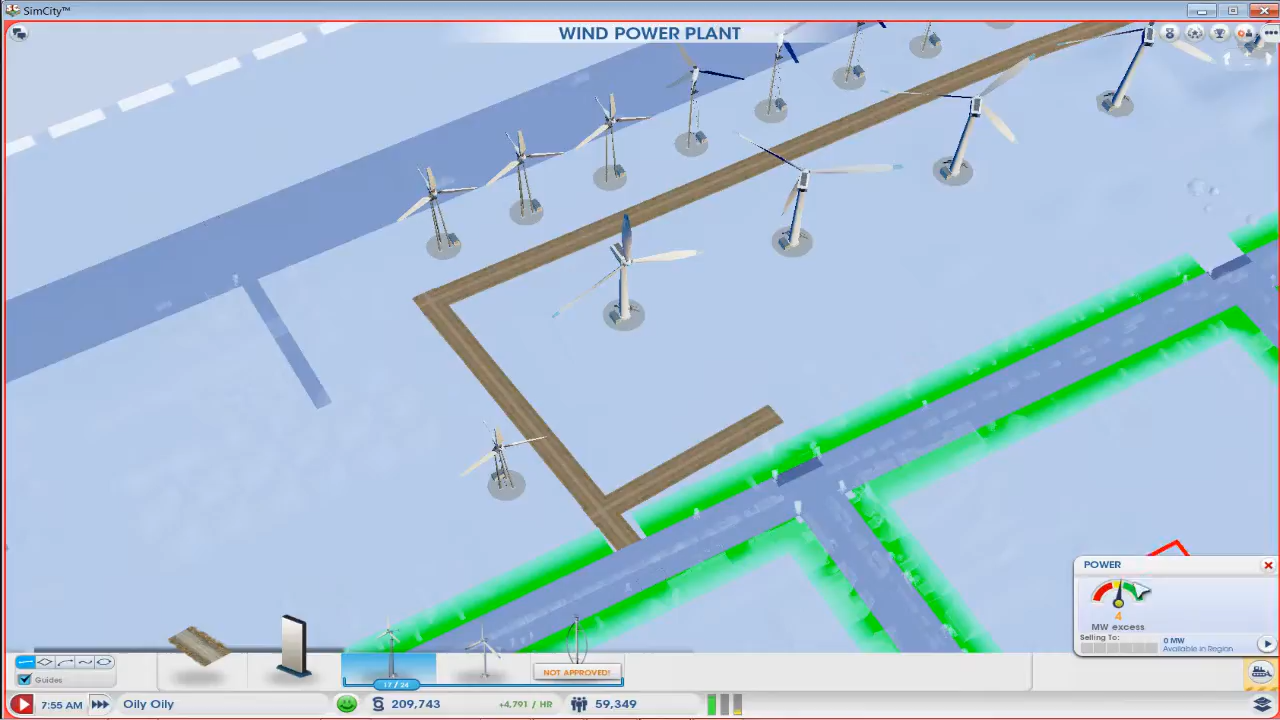 SimCity™
WIND POWER PLANT
POWER
4
MW excess
Selling To:
0 MW
Available in Region
NOT APPROVED!
Guides
17 / 24
7:55 AM
Oily Oily
209,743
+4,791 / HR
59,349